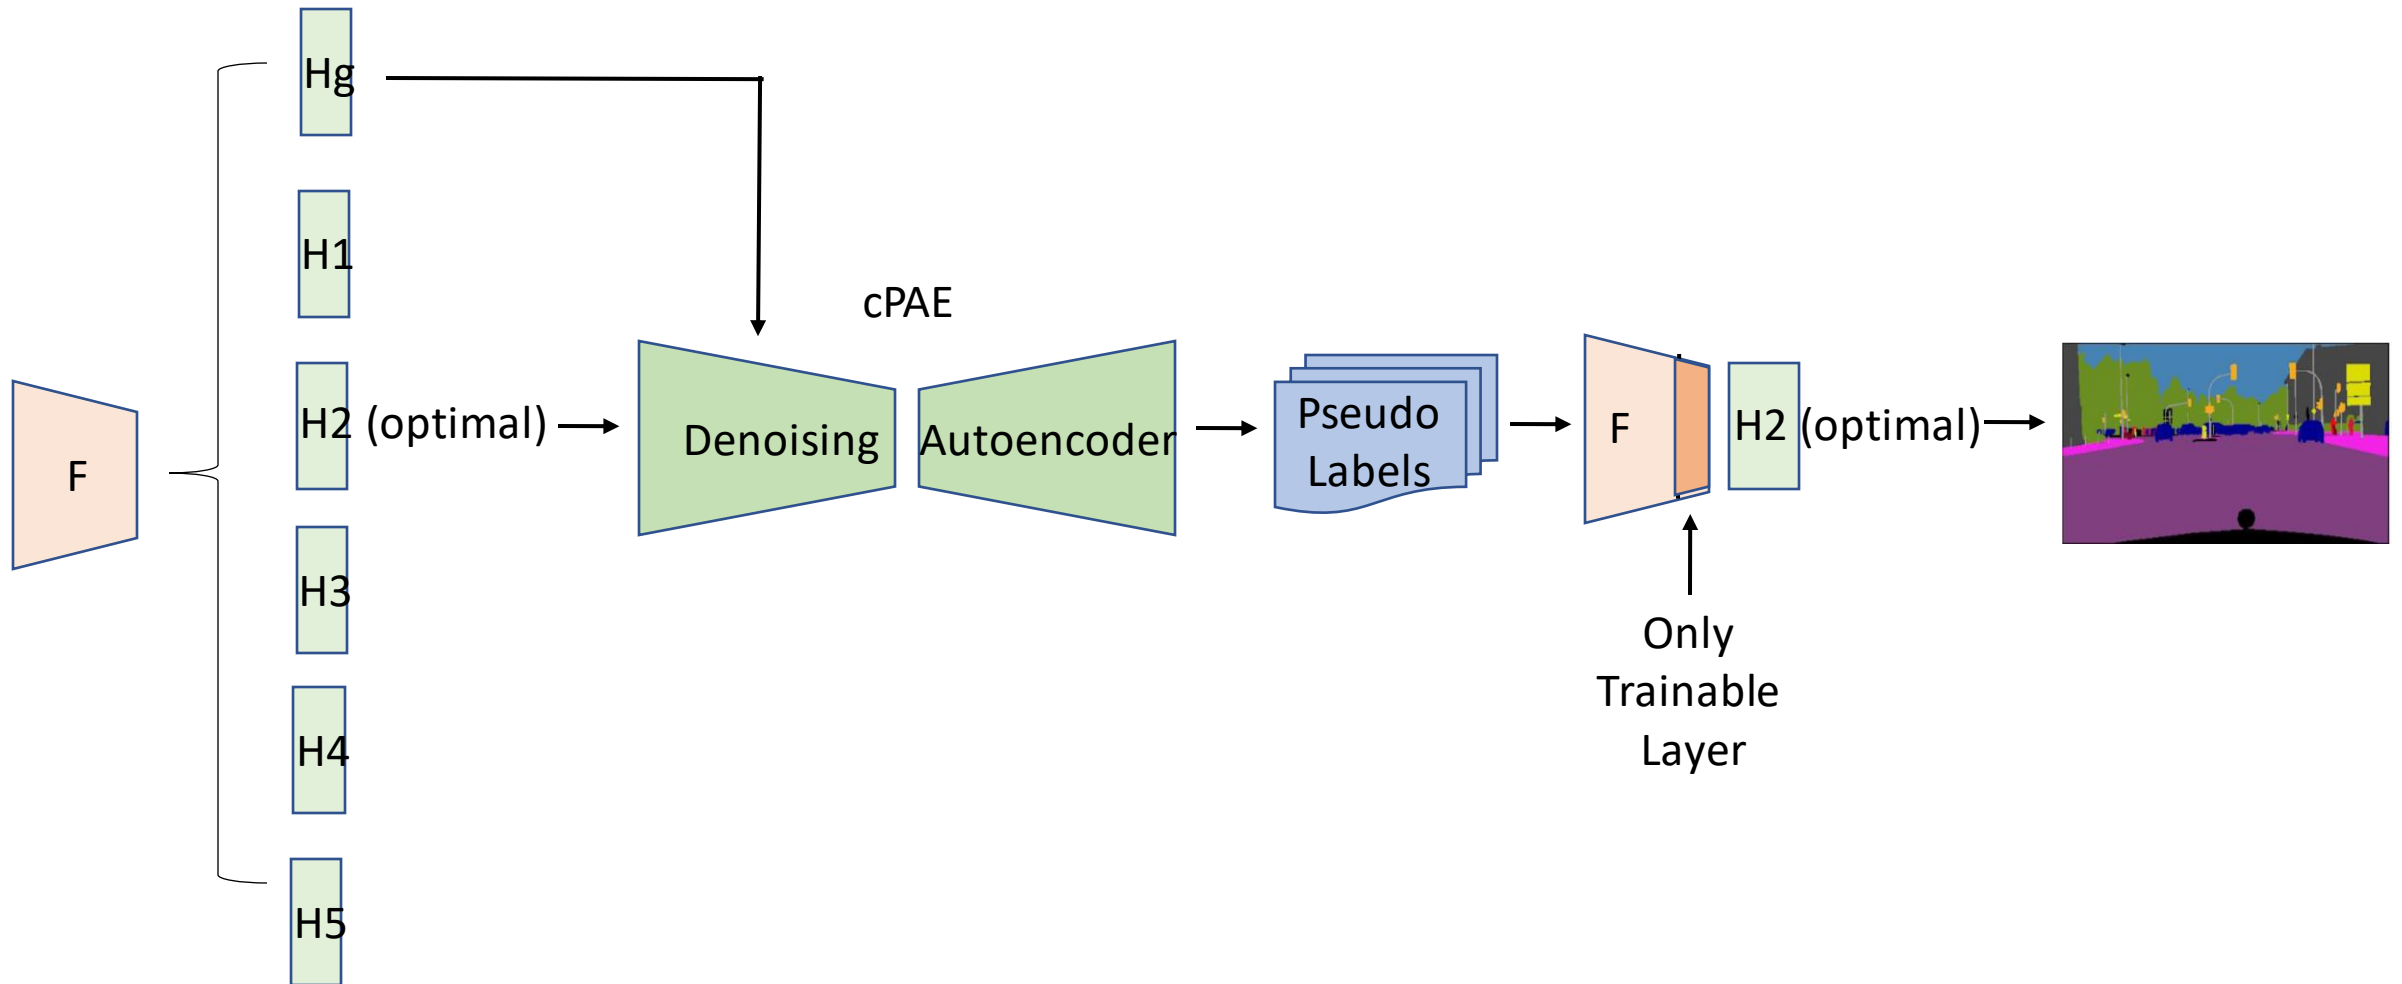 Hg
H1
cPAE
H2 (optimal)
F
Denoising
Autoencoder
Pseudo
Labels
F
H2 (optimal)
H3
Only
Trainable
Layer
H4
H5